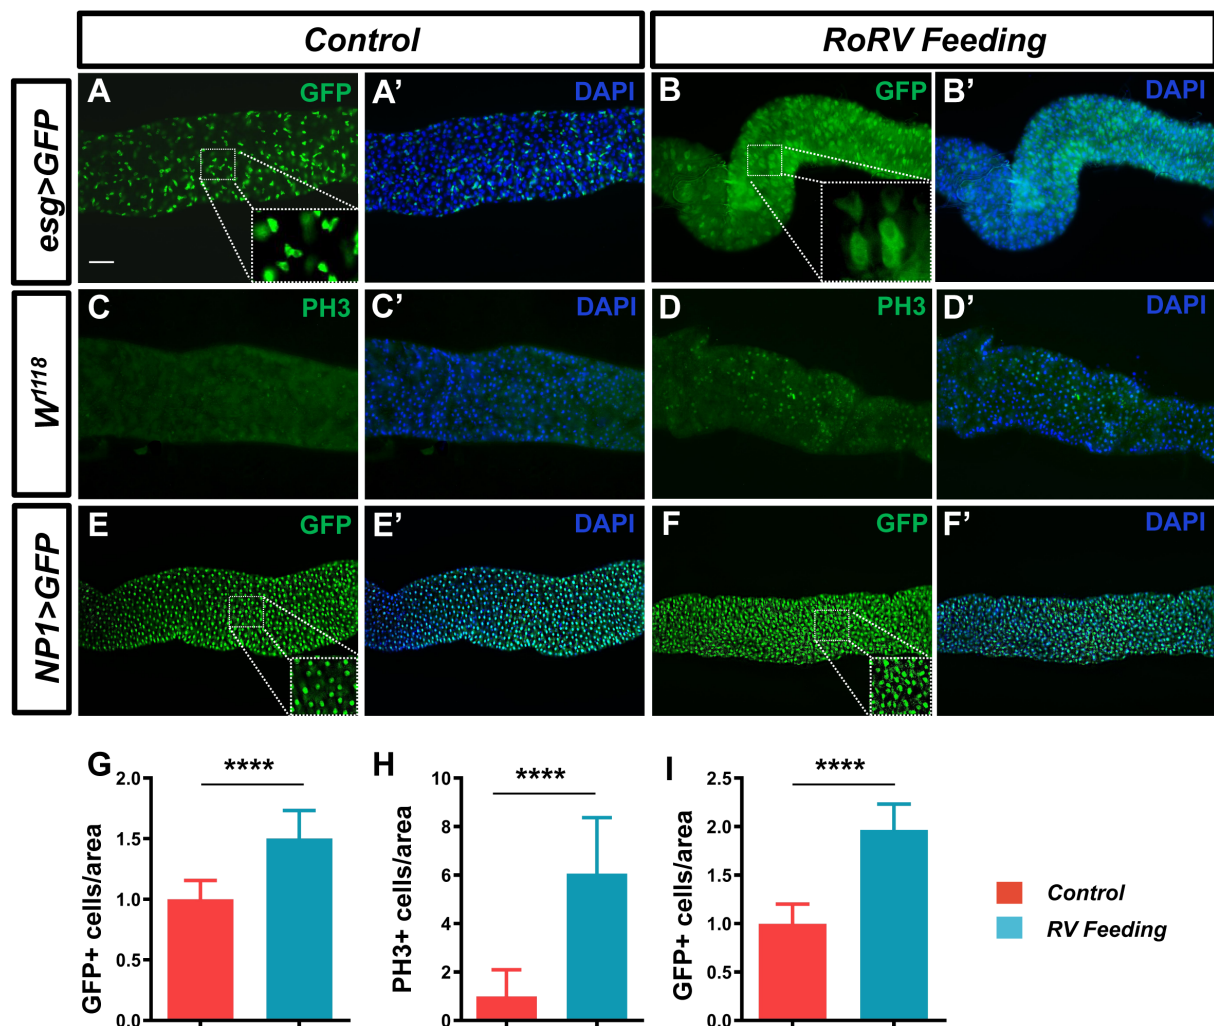 Control
RoRV Feeding
esg>GFP
A GFP
A’ DAPI
B GFP
B’ DAPI
W1118
C PH3
C’ DAPI
D PH3
D’ DAPI
NP1>GFP
E GFP
E’ DAPI
F GFP
F’ DAPI
G
****
GFP+ cells/area
2.0
1.5
1.0
0.5
0.0
H
****
PH3+ cells/area
10
8
6
4
2
0
I
****
GFP+ cells/area
2.5
2.0
1.5
1.0
0.5
0.0
Control
RV Feeding